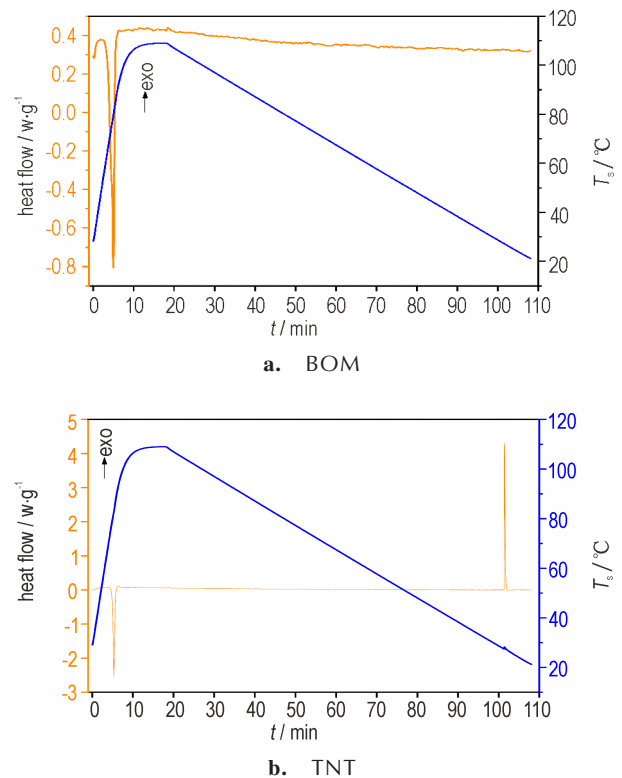 0.4
0.2
0.0
-0.2
-0.4
-0.6
-0.8
heat flow / w·g⁻¹
exo
120
100
80
60
40
20
Tₛ / °C
0 10 20 30 40 50 60 70 80 90 100 110
t / min
a. BOM
5
4
3
2
1
0
-1
-2
-3
heat flow / w·g⁻¹
exo
120
100
80
60
40
20
Tₛ / °C
0 10 20 30 40 50 60 70 80 90 100 110
t / min
b. TNT